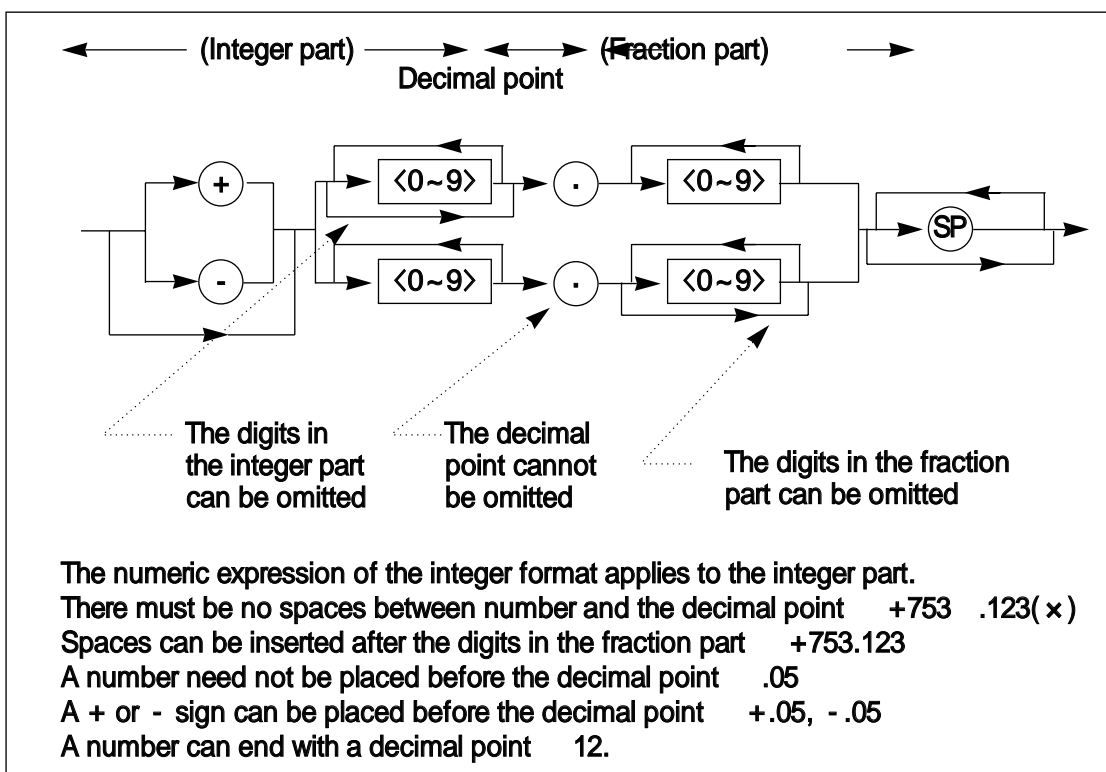 (Integer part) (Fraction part)
Decimal point
+ <0~9> . <0~9>
SP
- <0~9> . <0~9>
The digits in
the integer part
can be omitted
The decimal
point cannot
be omitted
The digits in the fraction
part can be omitted
The numeric expression of the integer format applies to the integer part.
There must be no spaces between number and the decimal point +753 .123(×)
Spaces can be inserted after the digits in the fraction part +753.123
A number need not be placed before the decimal point .05
A + or - sign can be placed before the decimal point +.05, -.05
A number can end with a decimal point 12.